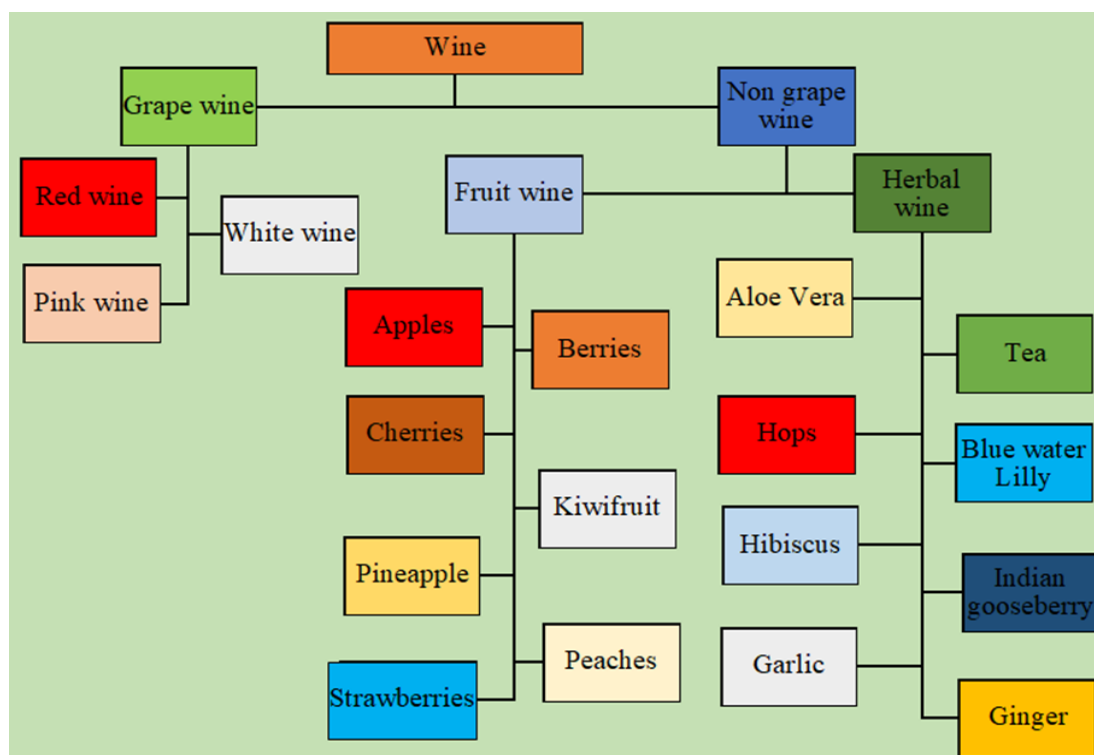 Wine
Grape wine
Non grape
wine
Red wine
White wine
Pink wine
Fruit wine
Herbal
wine
Apples
Berries
Cherries
Kiwifruit
Pineapple
Peaches
Strawberries
Aloe Vera
Tea
Hops
Blue water
Lilly
Hibiscus
Indian
gooseberry
Garlic
Ginger